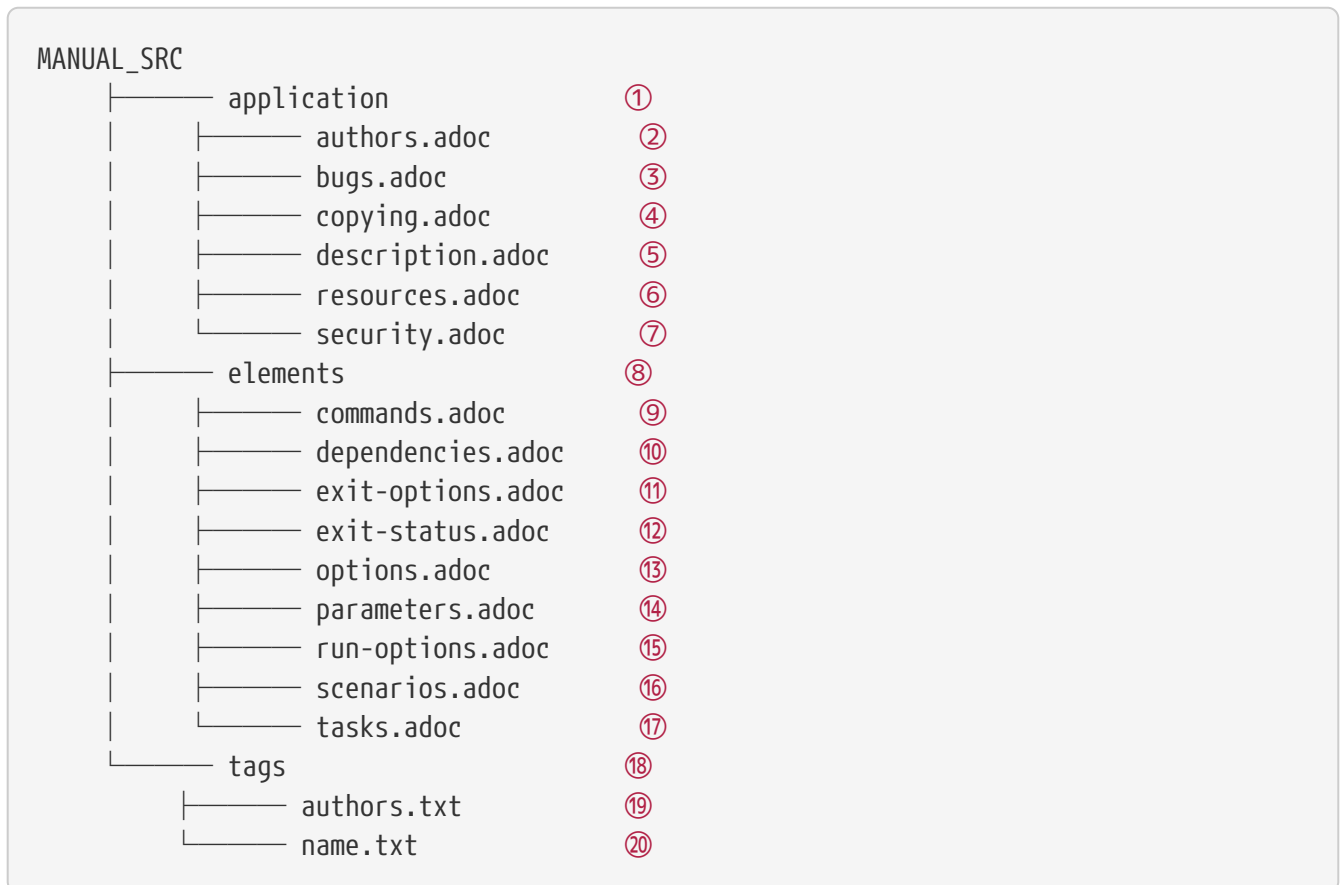 MANUAL_SRC
├────── application ①
│ ├────── authors.adoc ②
│ ├────── bugs.adoc ③
│ ├────── copying.adoc ④
│ ├────── description.adoc ⑤
│ ├────── resources.adoc ⑥
│ └────── security.adoc ⑦
├────── elements ⑧
│ ├────── commands.adoc ⑨
│ ├────── dependencies.adoc ⑩
│ ├────── exit-options.adoc ⑪
│ ├────── exit-status.adoc ⑫
│ ├────── options.adoc ⑬
│ ├────── parameters.adoc ⑭
│ ├────── run-options.adoc ⑮
│ ├────── scenarios.adoc ⑯
│ └────── tasks.adoc ⑰
└────── tags ⑱
├────── authors.txt ⑲
└────── name.txt ⑳